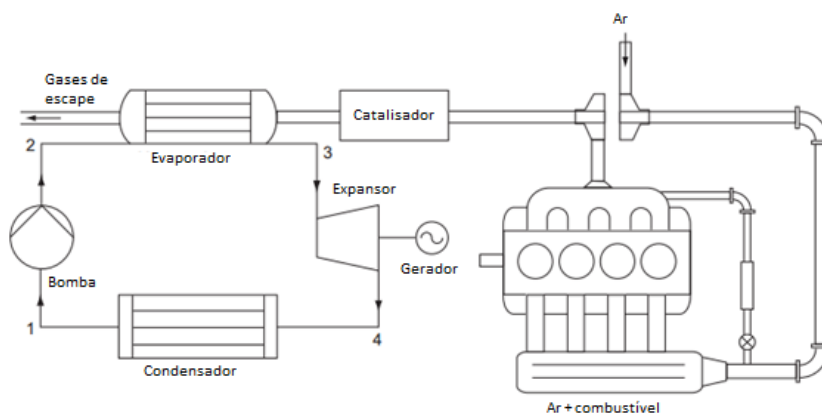 Ar
Gases de
escape
Catalisador
2
Evaporador
3
Expansor
Gerador
Bomba
1
4
Condensador
Ar + combustível